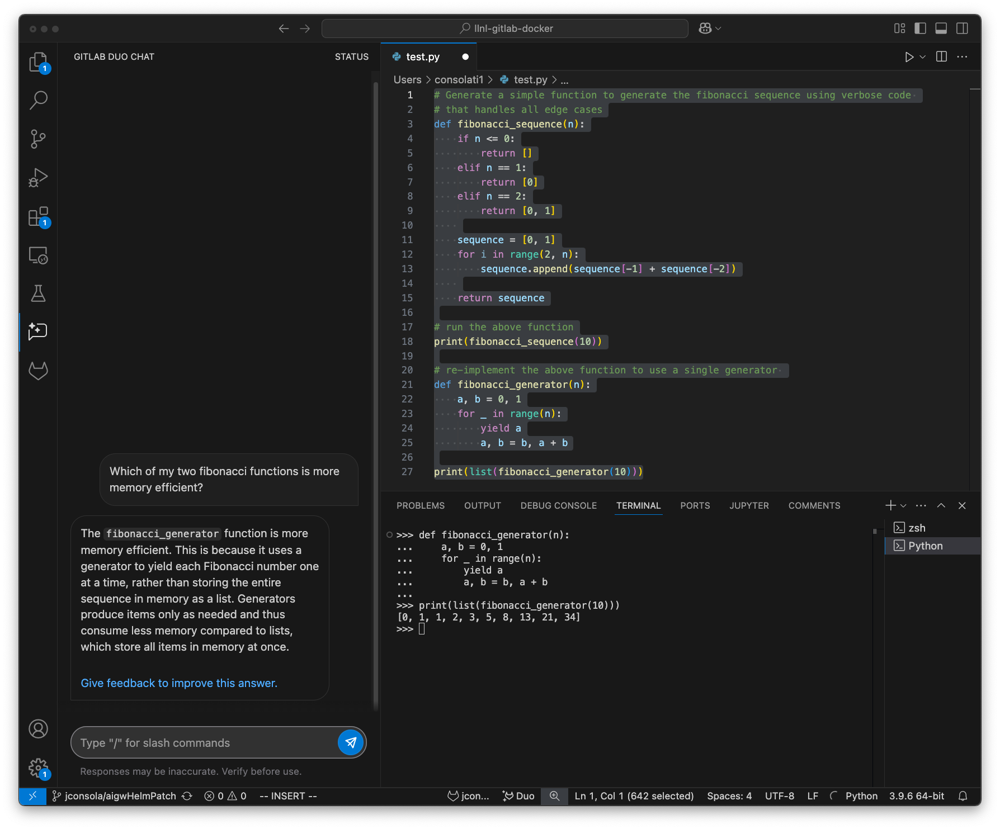 llnl-gitlab-docker
GITLAB DUO CHAT
STATUS
1
1
Which of my two fibonacci functions is more
memory efficient?
The fibonacci_generator function is more
memory efficient. This is because it uses a
generator to yield each Fibonacci number one
at a time, rather than storing the entire
sequence in memory as a list. Generators
produce items only as needed and thus
consume less memory compared to lists,
which store all items in memory at once.
Give feedback to improve this answer.
Type "/" for slash commands
Responses may be inaccurate. Verify before use.
1
test.py
Users > consolati1 > test.py > ...
1 # Generate a simple function to generate the fibonacci sequence using verbose code
2 # that handles all edge cases
3 def fibonacci_sequence(n):
4     if n <= 0:
5         return []
6     elif n == 1:
7         return [0]
8     elif n == 2:
9         return [0, 1]
10
11     sequence = [0, 1]
12     for i in range(2, n):
13         sequence.append(sequence[-1] + sequence[-2])
14
15     return sequence
16
17 # run the above function
18 print(fibonacci_sequence(10))
19
20 # re-implement the above function to use a single generator
21 def fibonacci_generator(n):
22     a, b = 0, 1
23     for _ in range(n):
24         yield a
25         a, b = b, a + b
26
27 print(list(fibonacci_generator(10)))
PROBLEMS OUTPUT DEBUG CONSOLE TERMINAL PORTS JUPYTER COMMENTS
>>> def fibonacci_generator(n):
...     a, b = 0, 1
...     for _ in range(n):
...         yield a
...         a, b = b, a + b
...
>>> print(list(fibonacci_generator(10)))
[0, 1, 1, 2, 3, 5, 8, 13, 21, 34]
>>>
zsh
Python
jconsola/aigwHelmPatch 0 0 -- INSERT -- jcon... Duo Ln 1, Col 1 (642 selected) Spaces: 4 UTF-8 LF Python 3.9.6 64-bit